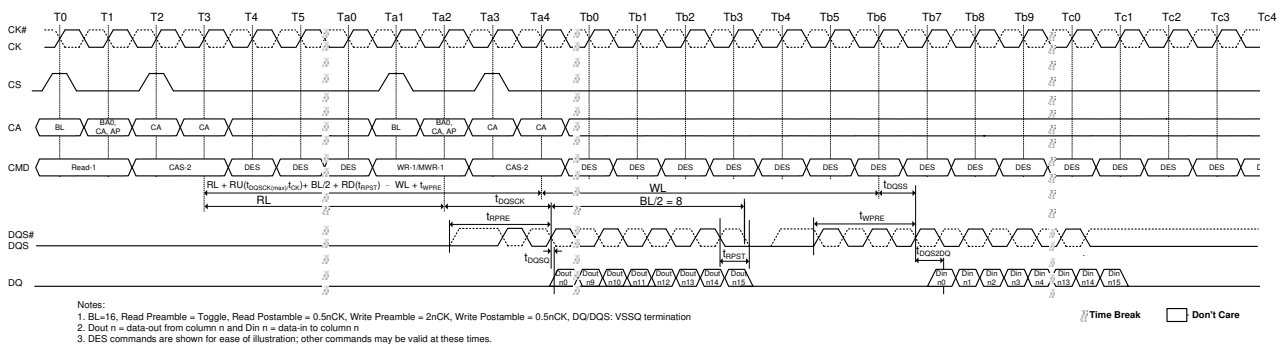 T0 T1 T2 T3 T4 T5 Ta0 Ta1 Ta2 Ta3 Ta4 Tb0 Tb1 Tb2 Tb3 Tb4 Tb5 Tb6 Tb7 Tb8 Tb9 Tc0 Tc1 Tc2 Tc3 Tc4
CK#
CK
CS
CA BL BA0, CA, AP CA CA BL BA0, CA, AP CA CA
CMD Read-1 CAS-2 DES DES DES WR-1/MWR-1 CAS-2 DES DES DES DES DES DES DES DES DES DES DES DES DES DES
RL + RU(tDQSCK(max)/tCK)+ BL/2 + RD(tRPST) - WL + tWPRE
WL
tDQSS
RL
tDQSCK
BL/2 = 8
tRPRE
tWPRE
DQS#
DQS
tDQSQ
tRPST
tDQS2DQ
DQ Dout n0 Dout n9 Dout n10 Dout n11 Dout n12 Dout n13 Dout n14 Dout n15 Din n0 Din n1 Din n2 Din n3 Din n4 Din n13 Din n14 Din n15
Notes:
1. BL=16, Read Preamble = Toggle, Read Postamble = 0.5nCK, Write Preamble = 2nCK, Write Postamble = 0.5nCK, DQ/DQS: VSSQ termination
2. Dout n = data-out from column n and Din n = data-in to column n
3. DES commands are shown for ease of illustration; other commands may be valid at these times.
Time Break
Don't Care